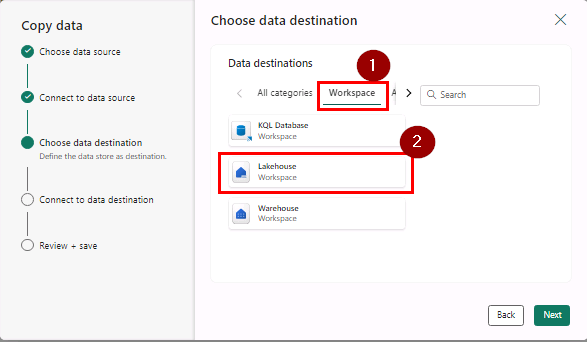 Copy data
Choose data source
Connect to data source
Choose data destination
Define the data store as destination.
Connect to data destination
Review + save
Choose data destination
Data destinations
1
All categories
Workspace
Search
KQL Database
Workspace
2
Lakehouse
Workspace
Warehouse
Workspace
Back
Next